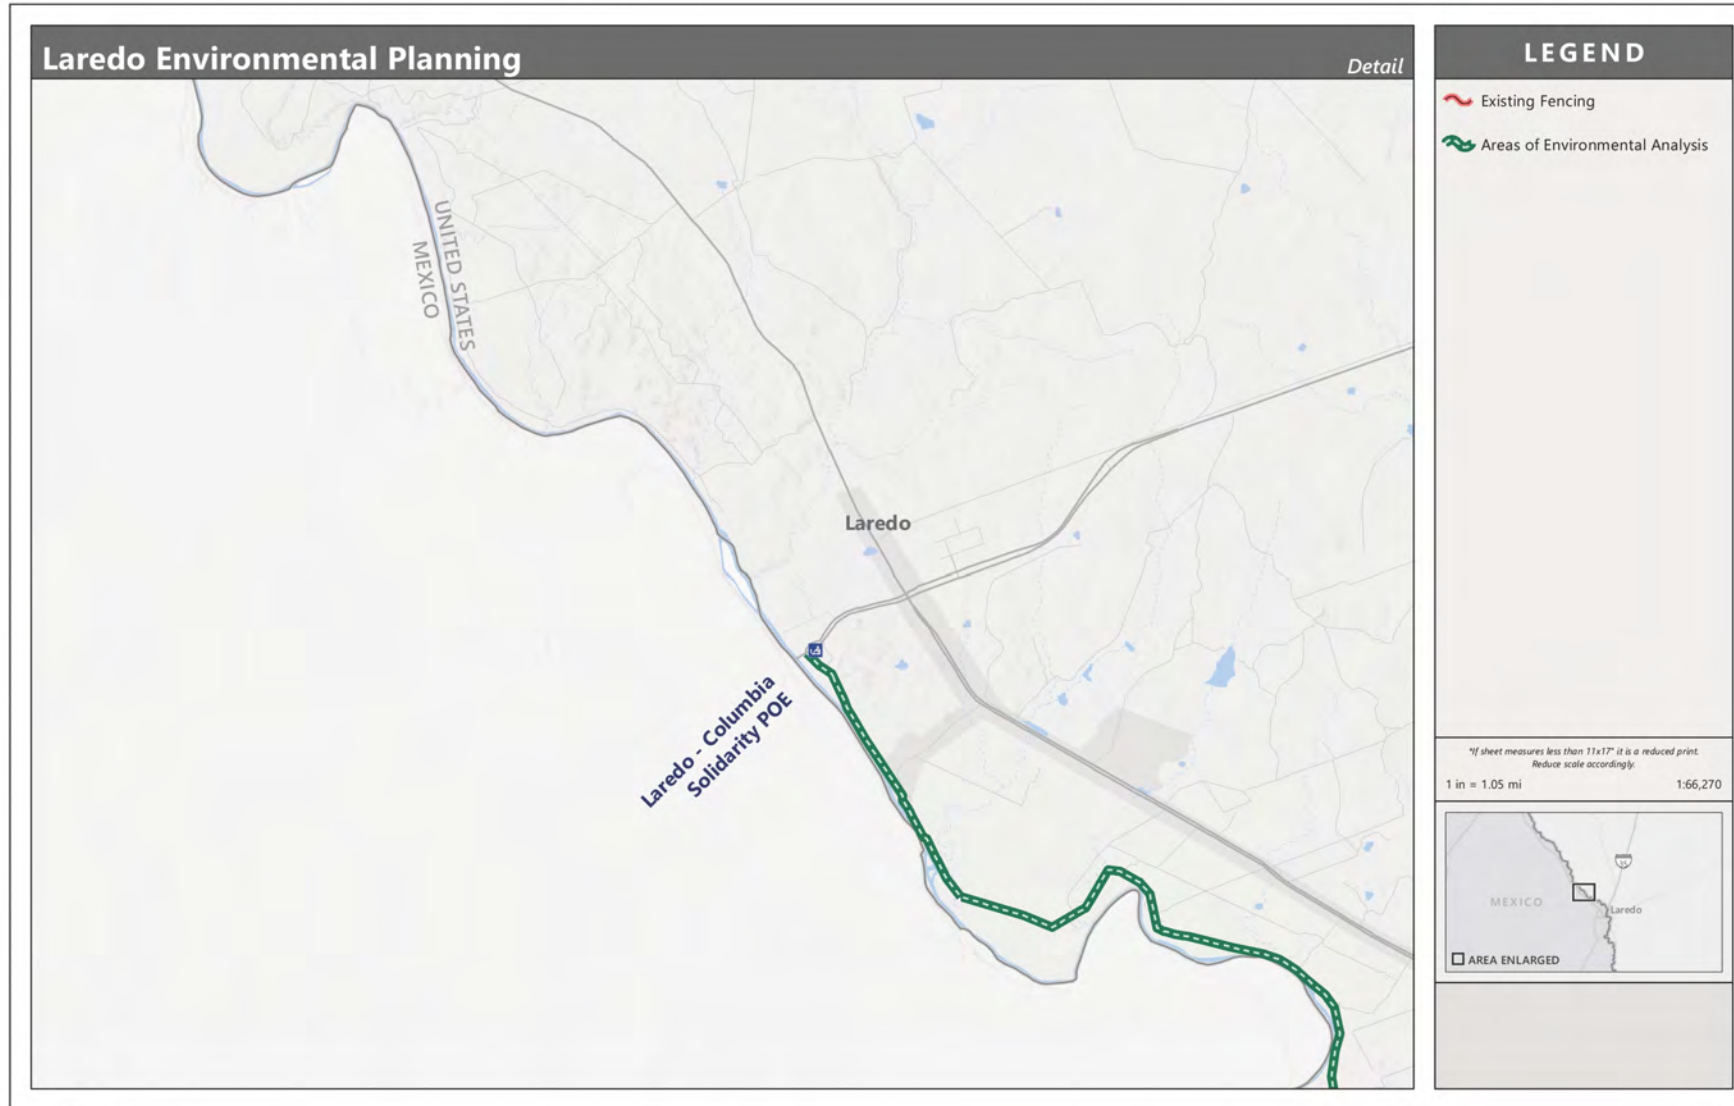 Laredo Environmental Planning
Detail
UNITED STATES
MEXICO
Laredo
Laredo - Columbia
Solidarity POE
LEGEND
Existing Fencing
Areas of Environmental Analysis
*If sheet measures less than 11x17" it is a reduced print.
Reduce scale accordingly.
1 in = 1.05 mi 1:66,270
MEXICO
Laredo
AREA ENLARGED